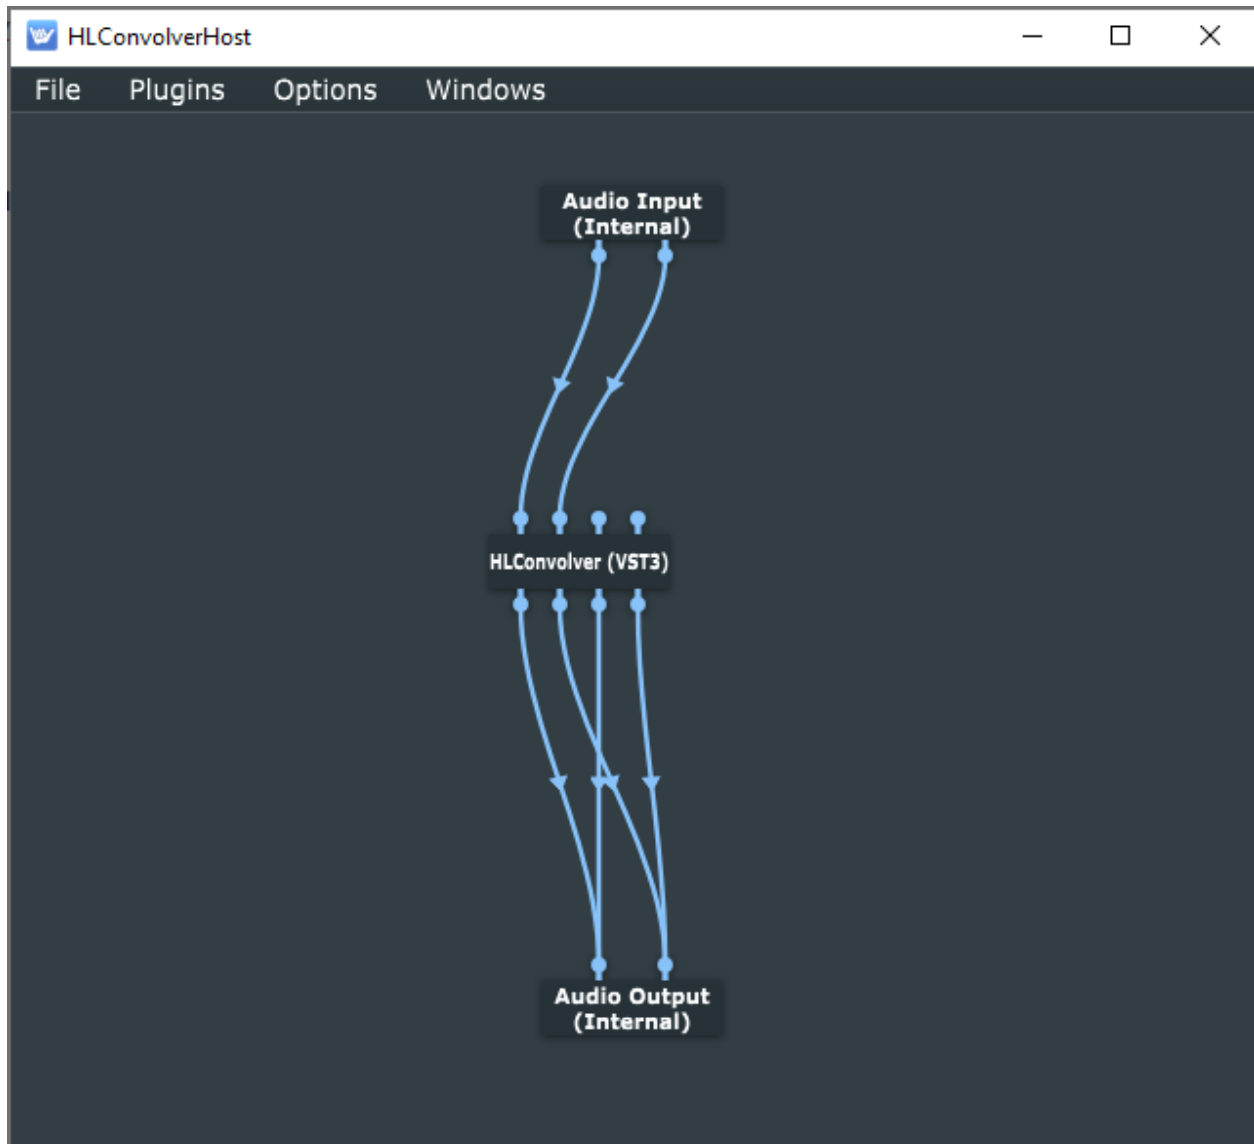 HLConvolverHost
File Plugins Options Windows
Audio Input
(Internal)
HLConvolver (VST3)
Audio Output
(Internal)